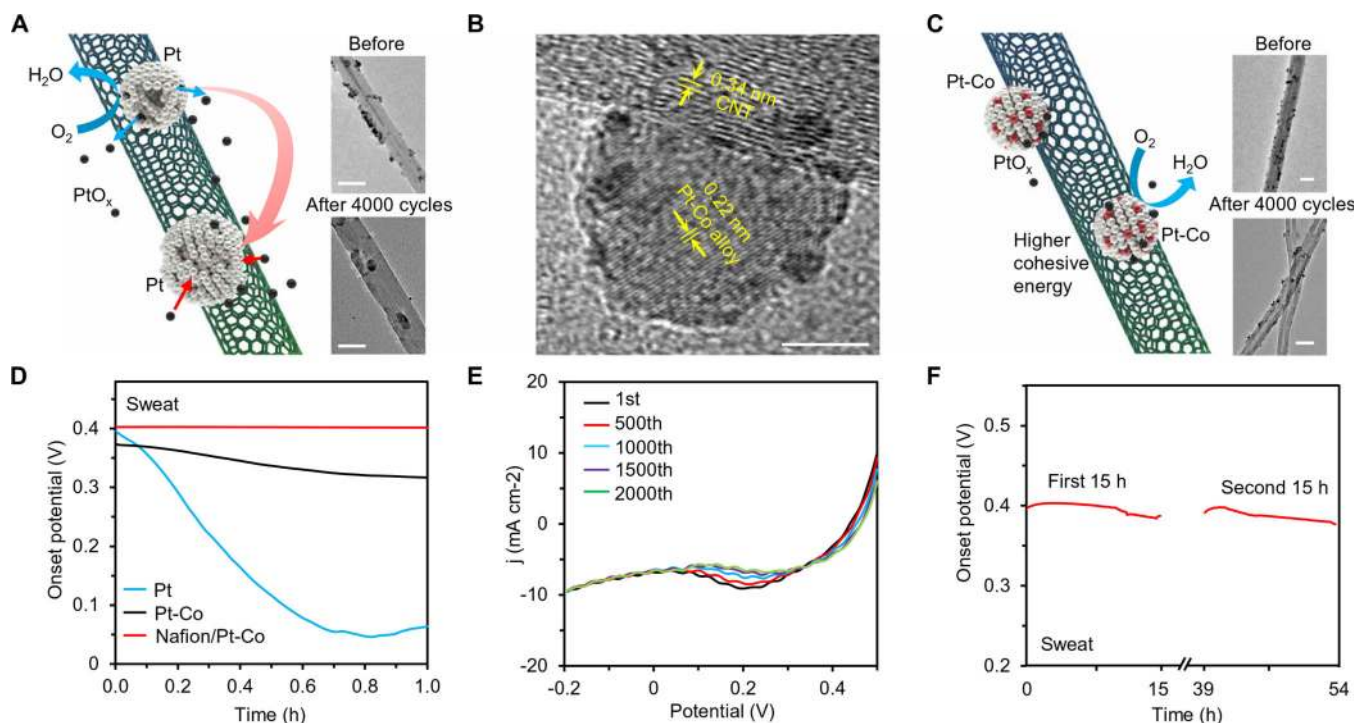 A
Pt
H2O
O2
PtOx
Pt
Before
After 4000 cycles
B
0.34 nm
CNT
0.22 nm
Pt-Co alloy
C
Pt-Co
PtOx
O2
H2O
Pt-Co
Higher
cohesive
energy
Before
After 4000 cycles
D
Sweat
Onset potential (V)
0.4
0.3
0.2
0.1
0
Pt
Pt-Co
Nafion/Pt-Co
0.0 0.2 0.4 0.6 0.8 1.0
Time (h)
E
j (mA cm-2)
20
10
0
-10
-20
1st
500th
1000th
1500th
2000th
-0.2 0 0.2 0.4
Potential (V)
F
Onset potential (V)
0.5
0.4
0.3
0.2
First 15 h
Second 15 h
Sweat
0 15 39 54
Time (h)